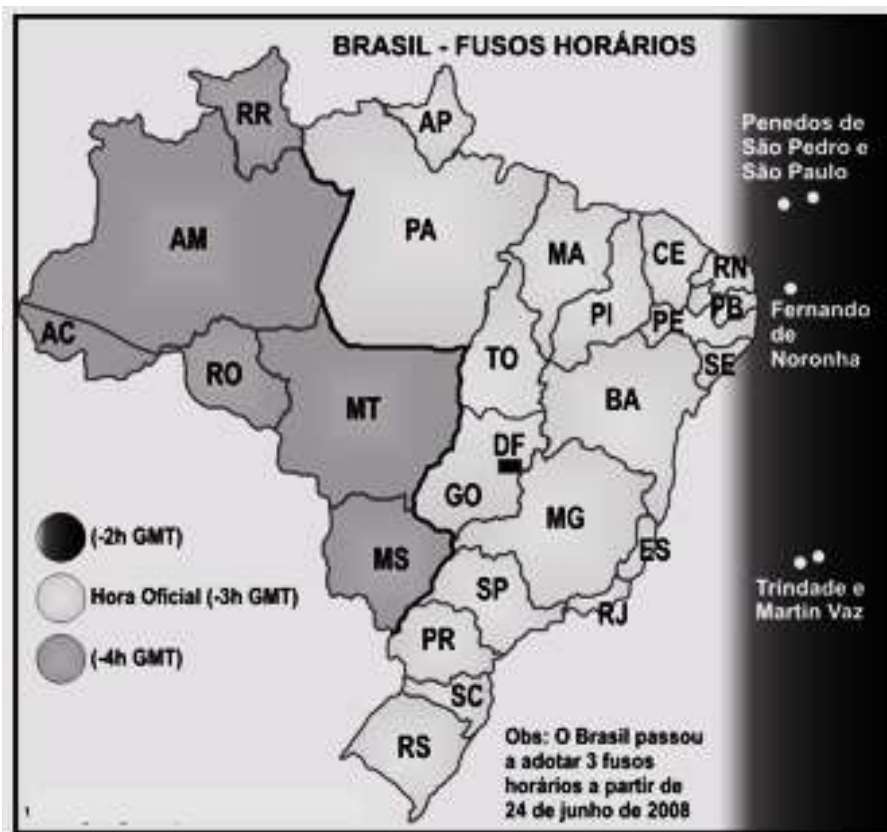 BRASIL - FUSOS HORÁRIOS
RR
AP
Penedos de
São Pedro e
São Paulo
AM
PA
MA
CE
RN
PB
PI
PE
Fernando
de
Noronha
AC
RO
TO
SE
MT
BA
DF
GO
MG
(-2h GMT)
ES
MS
Hora Oficial (-3h GMT)
SP
RJ
Trindade e
Martin Vaz
PR
(-4h GMT)
SC
RS
Obs: O Brasil passou
a adotar 3 fusos
horários a partir de
24 de junho de 2008